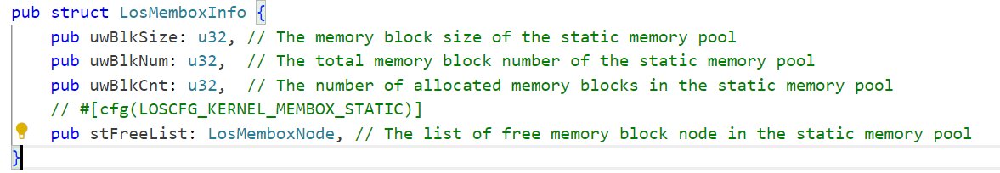 pub struct LosMemboxInfo {
    pub uwBlkSize: u32, // The memory block size of the static memory pool
    pub uwBlkNum: u32,  // The total memory block number of the static memory pool
    pub uwBlkCnt: u32,  // The number of allocated memory blocks in the static memory pool
    // #[cfg(LOSCFG_KERNEL_MEMBOX_STATIC)]
    pub stFreeList: LosMemboxNode, // The list of free memory block node in the static memory pool
}